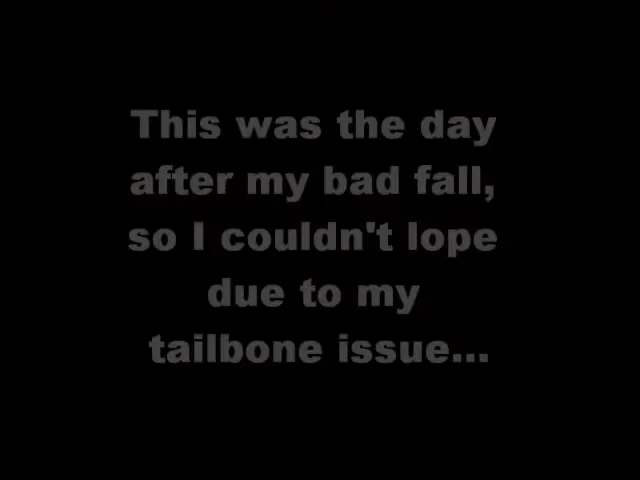 This was the day
after my bad fall,
so I couldn't lope
due to my
tailbone issue...